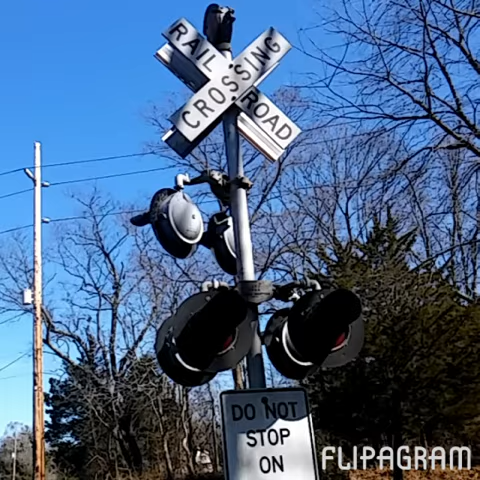 RAIL ROAD
CROSSING
DO NOT
STOP
ON
FLIPAGRAM